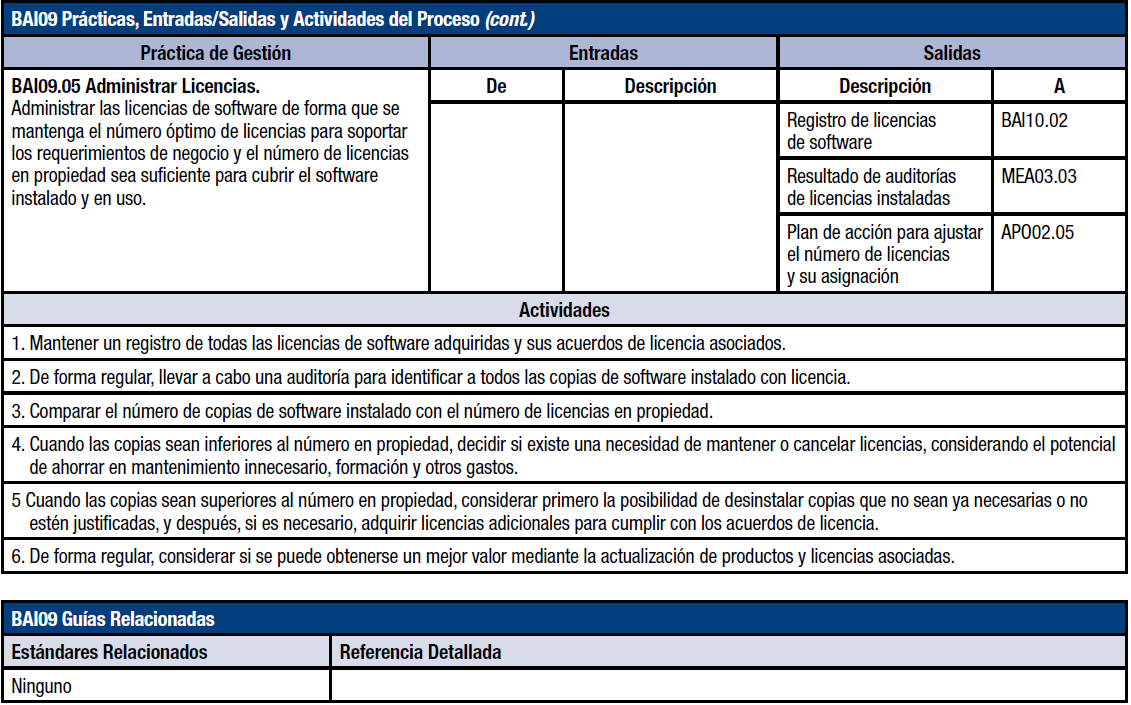 BAI09 Prácticas, Entradas/Salidas y Actividades del Proceso (cont.)
Práctica de Gestión
Entradas
Salidas
BAI09.05 Administrar Licencias.
Administrar las licencias de software de forma que se
mantenga el número óptimo de licencias para soportar
los requerimientos de negocio y el número de licencias
en propiedad sea suficiente para cubrir el software
instalado y en uso.
De
Descripción
Descripción
A
Registro de licencias
de software
BAI10.02
Resultado de auditorías
de licencias instaladas
MEA03.03
Plan de acción para ajustar
el número de licencias
y su asignación
APO02.05
Actividades
1. Mantener un registro de todas las licencias de software adquiridas y sus acuerdos de licencia asociados.
2. De forma regular, llevar a cabo una auditoría para identificar a todos las copias de software instalado con licencia.
3. Comparar el número de copias de software instalado con el número de licencias en propiedad.
4. Cuando las copias sean inferiores al número en propiedad, decidir si existe una necesidad de mantener o cancelar licencias, considerando el potencial
de ahorrar en mantenimiento innecesario, formación y otros gastos.
5 Cuando las copias sean superiores al número en propiedad, considerar primero la posibilidad de desinstalar copias que no sean ya necesarias o no
estén justificadas, y después, si es necesario, adquirir licencias adicionales para cumplir con los acuerdos de licencia.
6. De forma regular, considerar si se puede obtenerse un mejor valor mediante la actualización de productos y licencias asociadas.
BAI09 Guías Relacionadas
Estándares Relacionados
Referencia Detallada
Ninguno